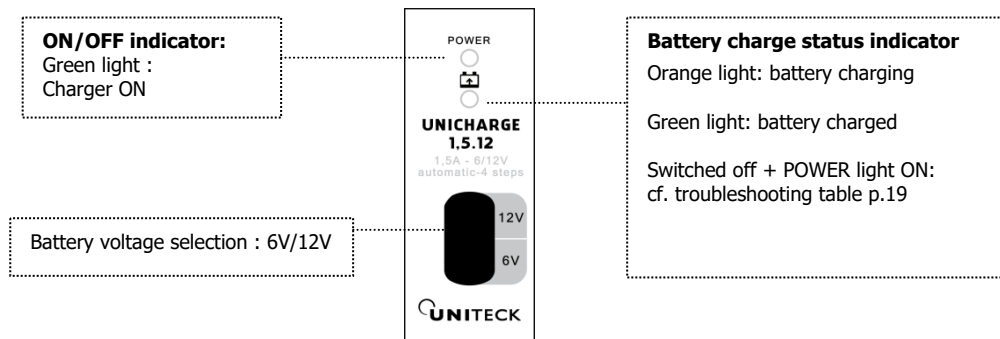 ON/OFF indicator:
Green light :
Charger ON
POWER
UNICHARGE
1,5.12
1,5A - 6/12V
automatic-4 steps
12V
6V
UNITECK
Battery voltage selection : 6V/12V
Battery charge status indicator
Orange light: battery charging
Green light: battery charged
Switched off + POWER light ON:
cf. troubleshooting table p.19